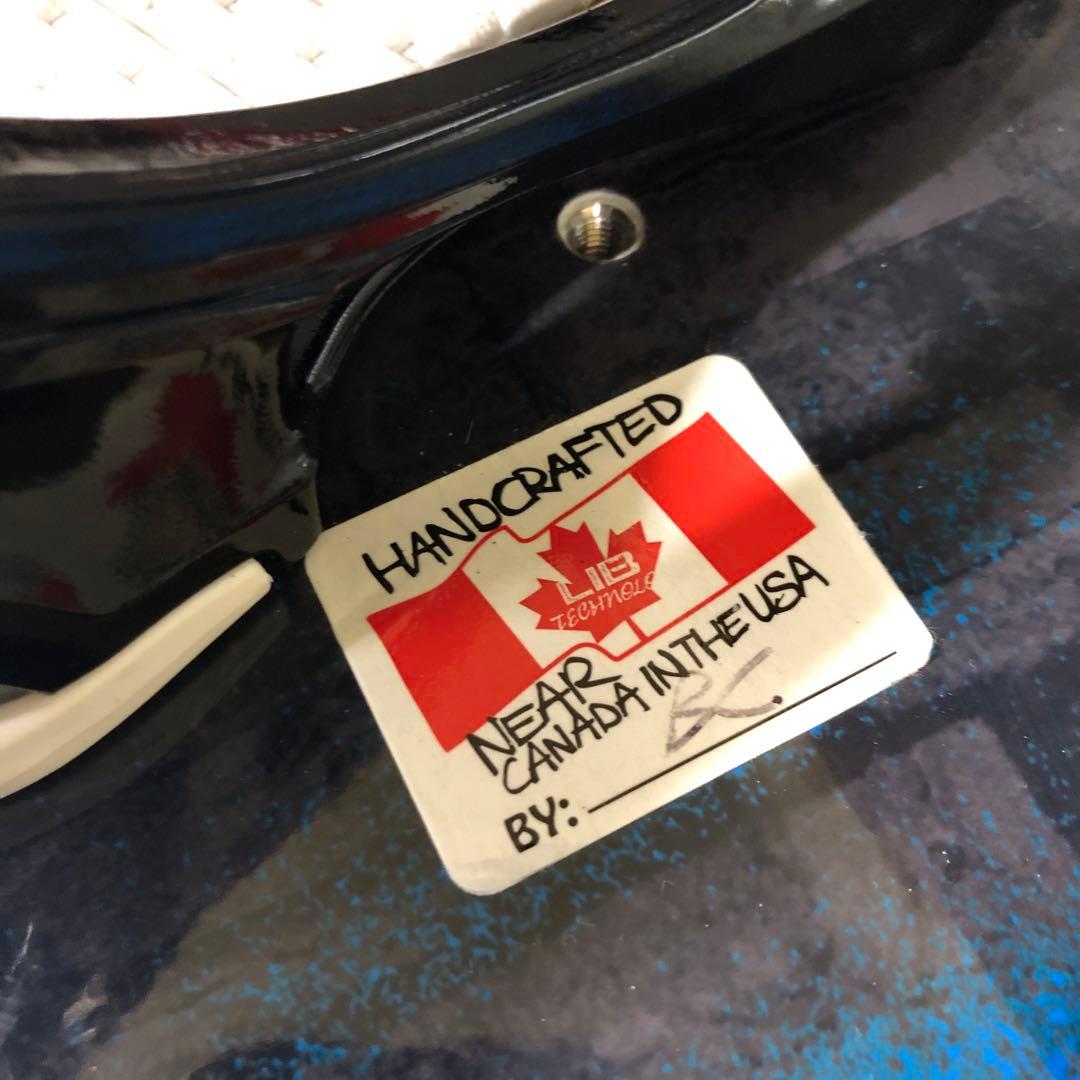 HANDCRAFTED
LIB
TECHNOLO
NEAR
CANADA IN THE USA
BY: